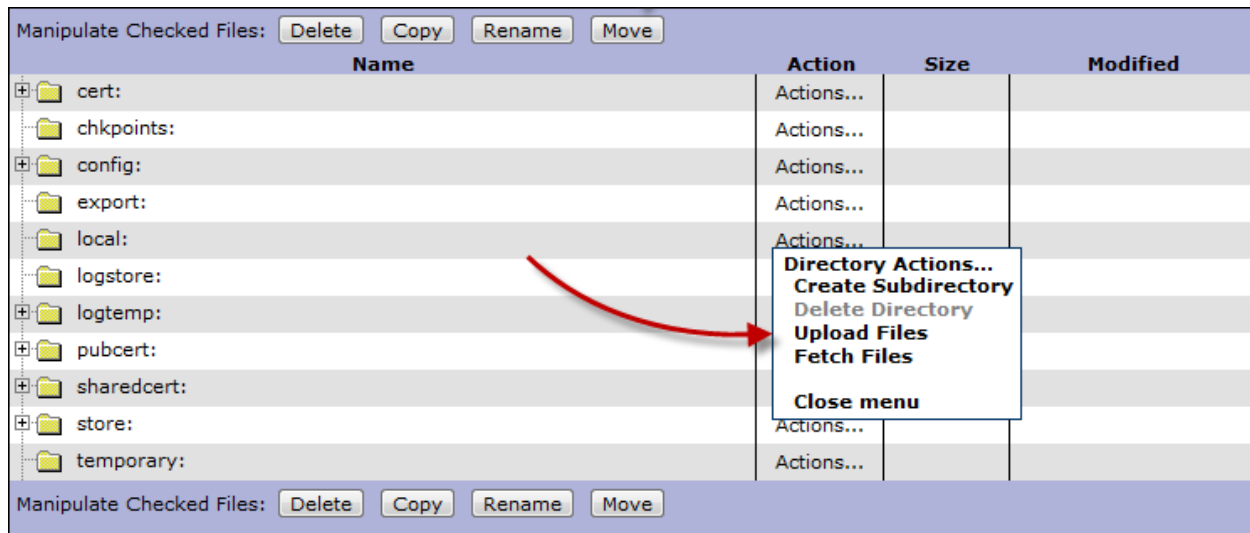 Manipulate Checked Files: Delete Copy Rename Move
Name Action Size Modified
cert: Actions...
chkpoints: Actions...
config: Actions...
export: Actions...
local: Actions...
logstore:
logtemp:
pubcert:
sharedcert:
store: Actions...
temporary: Actions...
Directory Actions...
Create Subdirectory
Delete Directory
Upload Files
Fetch Files
Close menu
Manipulate Checked Files: Delete Copy Rename Move